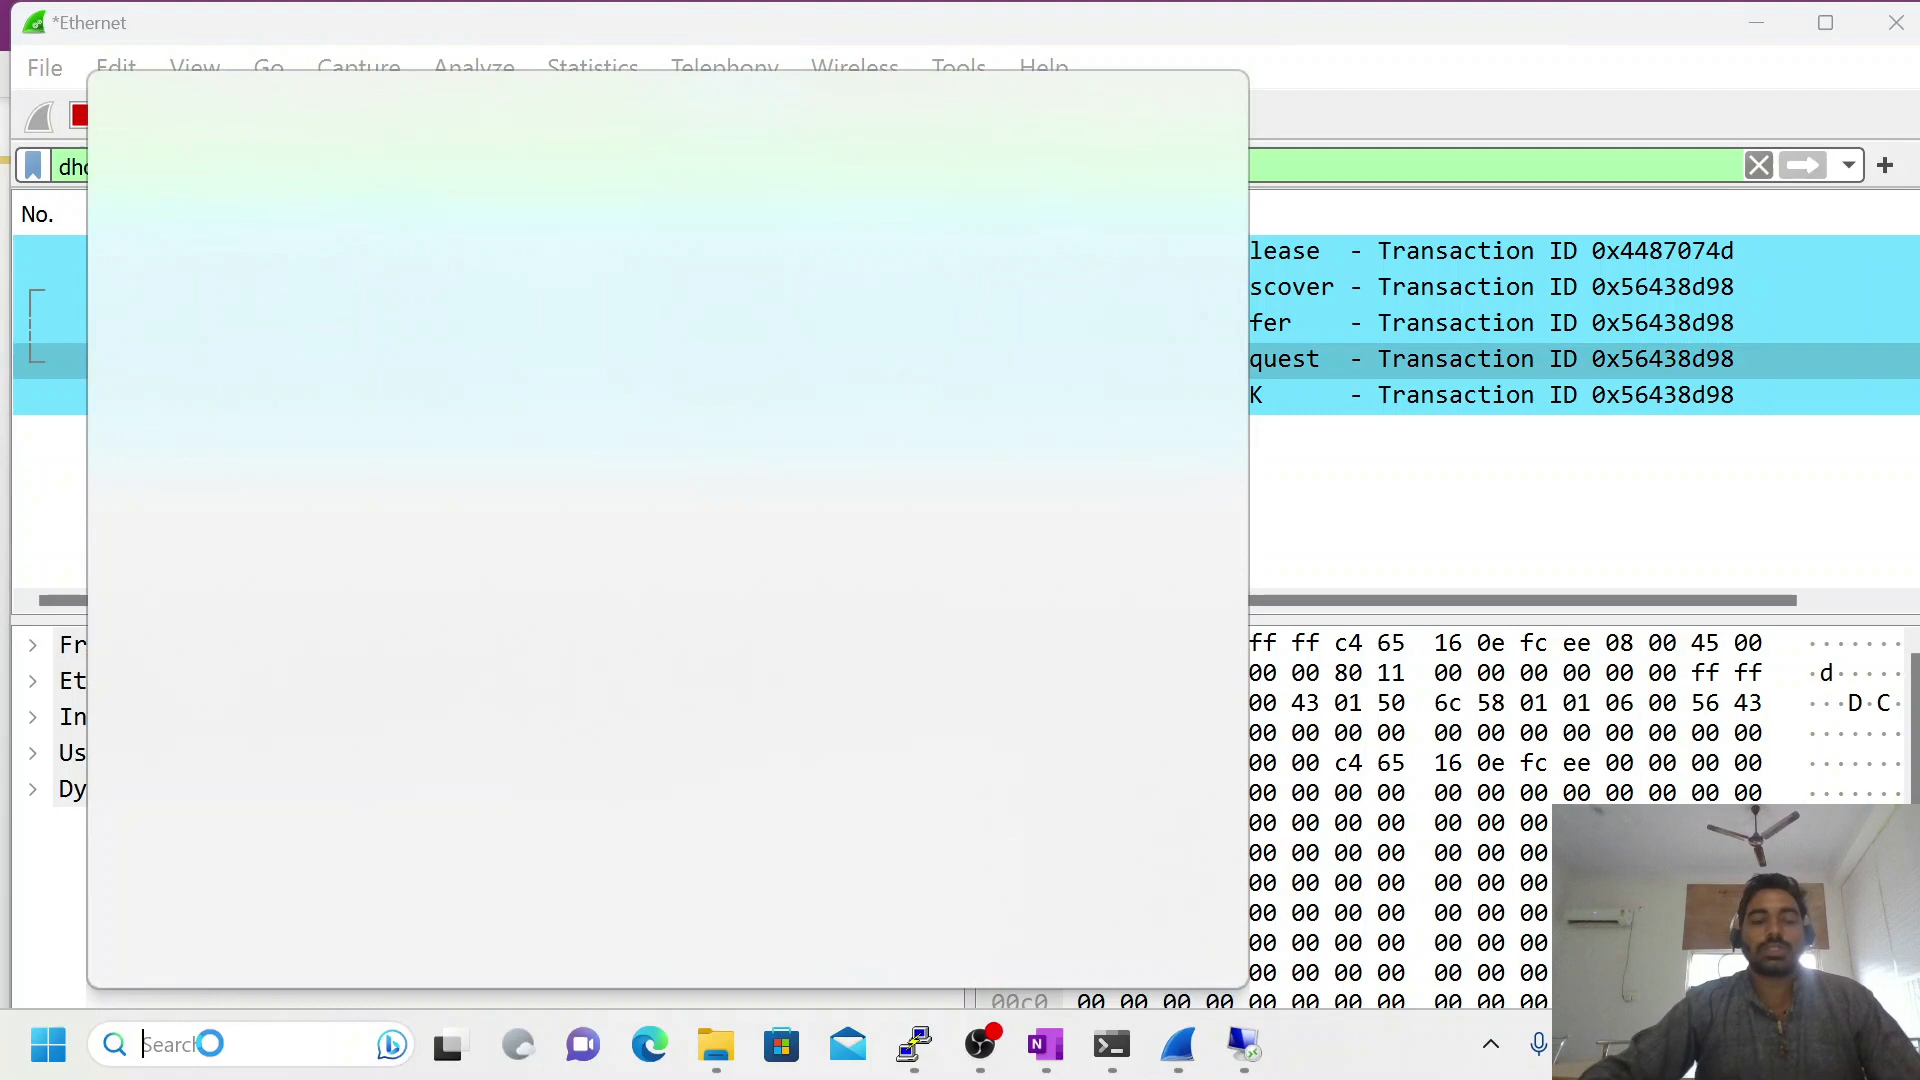 *Ethernet
File Edit View Go Capture Analyze Statistics Telephony Wireless Tools Help
dhc
No.
lease - Transaction ID 0x4487074d
scover - Transaction ID 0x56438d98
fer - Transaction ID 0x56438d98
quest - Transaction ID 0x56438d98
K - Transaction ID 0x56438d98
Fr
Et
In
Us
Dy
ff ff c4 65 16 0e fc ee 08 00 45 00 ·······
00 00 80 11 00 00 00 00 00 00 ff ff ·d·····
00 43 01 50 6c 58 01 01 06 00 56 43 ···D·C·
00 00 00 00 00 00 00 00 00 00 00 00 ·······
00 00 c4 65 16 0e fc ee 00 00 00 00 ·······
00 00 00 00 00 00 00 00 00 00 00 00 ·······
00 00 00 00 00 00 00
00 00 00 00 00 00 00
00 00 00 00 00 00 00
00 00 00 00 00 00 00
00 00 00 00 00 00 00
00 00 00 00 00 00 00
00c0 00 00 00 00 00 00 00 00 00 00 00
Search